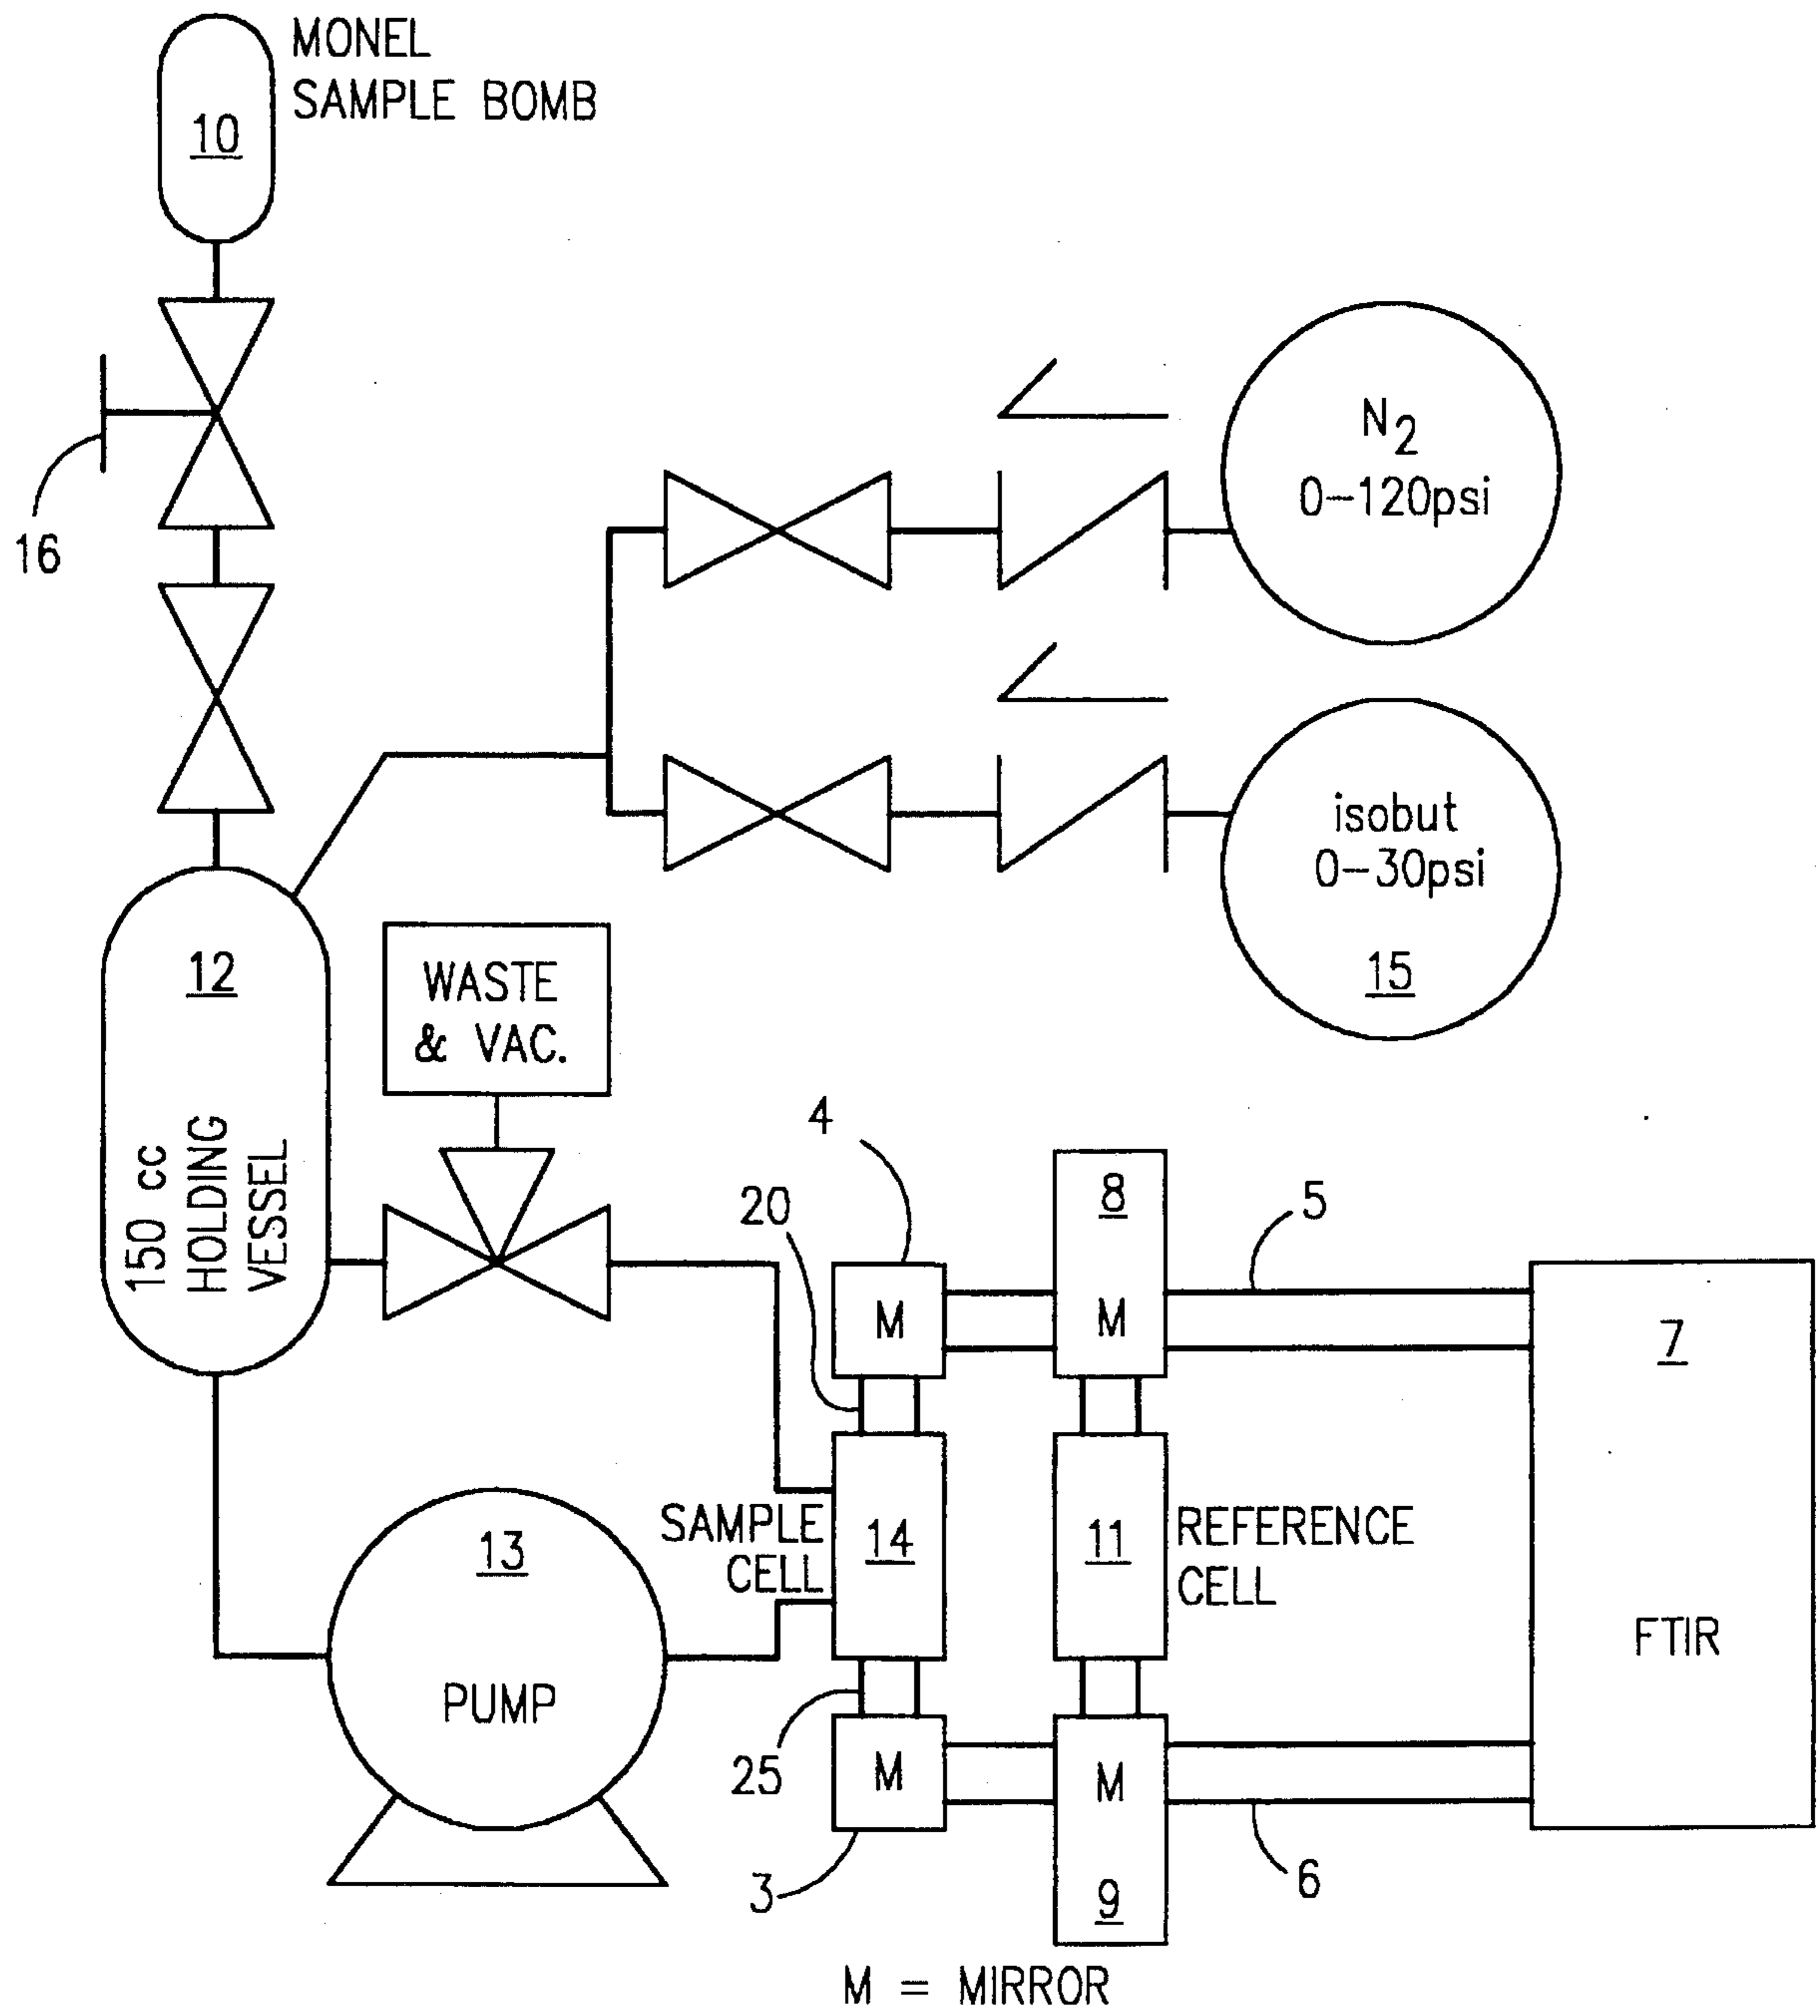 MONEL
SAMPLE BOMB
10
16
N2
0-120psi
isobut
0-30psi
15
12
150 cc
HOLDING
VESSEL
WASTE
& VAC.
4
20
8
5
M
M
7
SAMPLE
CELL
14
11
REFERENCE
CELL
13
PUMP
FTIR
25
M
M
3
9
6
M = MIRROR